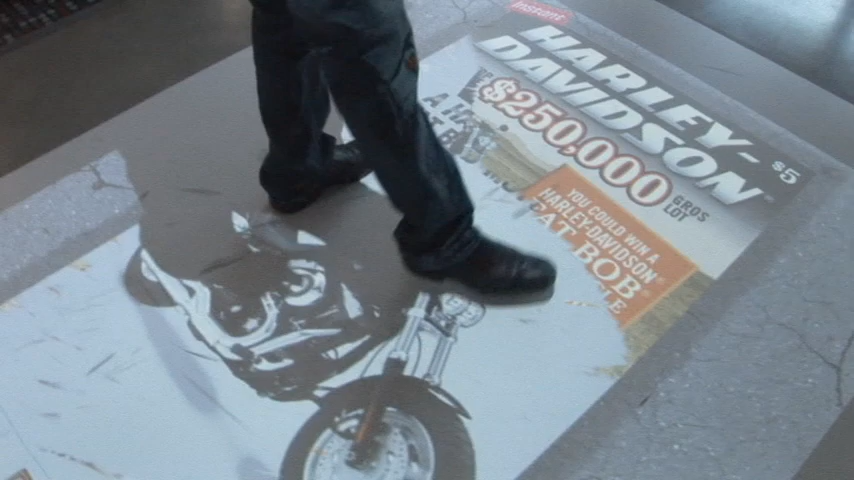 Instant
HARLEY-
DAVIDSON
$5
$250,000
GROS
LOT
YOU COULD WIN A
HARLEY-DAVIDSON
FAT BOB